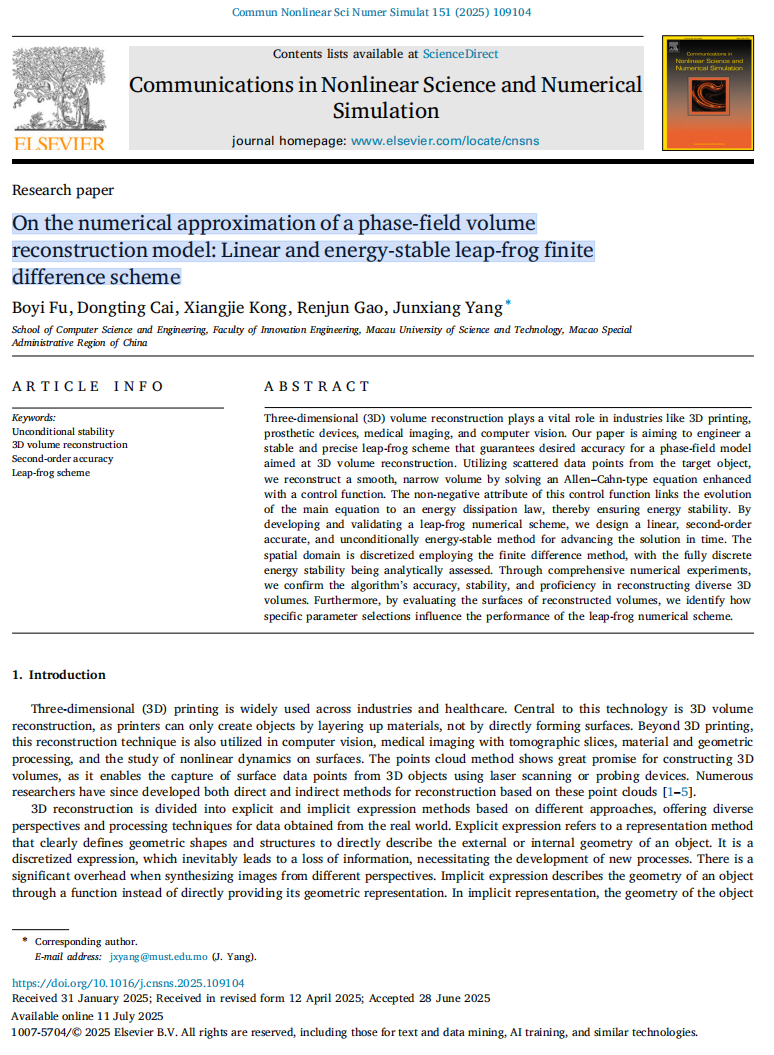 Commun Nonlinear Sci Numer Simulat 151 (2025) 109104
Contents lists available at ScienceDirect
Communications in Nonlinear Science and Numerical
Simulation
journal homepage: www.elsevier.com/locate/cnsns
ELSEVIER
Communications in
Nonlinear Science and
Numerical Simulation
Research paper
On the numerical approximation of a phase-field volume
reconstruction model: Linear and energy-stable leap-frog finite
difference scheme
Boyi Fu, Dongting Cai, Xiangjie Kong, Renjun Gao, Junxiang Yang *
School of Computer Science and Engineering, Faculty of Innovation Engineering, Macau University of Science and Technology, Macao Special
Administrative Region of China
ARTICLE INFO
Keywords:
Unconditional stability
3D volume reconstruction
Second-order accuracy
Leap-frog scheme
ABSTRACT
Three-dimensional (3D) volume reconstruction plays a vital role in industries like 3D printing,
prosthetic devices, medical imaging, and computer vision. Our paper is aiming to engineer a
stable and precise leap-frog scheme that guarantees desired accuracy for a phase-field model
aimed at 3D volume reconstruction. Utilizing scattered data points from the target object,
we reconstruct a smooth, narrow volume by solving an Allen–Cahn-type equation enhanced
with a control function. The non-negative attribute of this control function links the evolution
of the main equation to an energy dissipation law, thereby ensuring energy stability. By
developing and validating a leap-frog numerical scheme, we design a linear, second-order
accurate, and unconditionally energy-stable method for advancing the solution in time. The
spatial domain is discretized employing the finite difference method, with the fully discrete
energy stability being analytically assessed. Through comprehensive numerical experiments,
we confirm the algorithm's accuracy, stability, and proficiency in reconstructing diverse 3D
volumes. Furthermore, by evaluating the surfaces of reconstructed volumes, we identify how
specific parameter selections influence the performance of the leap-frog numerical scheme.
1. Introduction
Three-dimensional (3D) printing is widely used across industries and healthcare. Central to this technology is 3D volume
reconstruction, as printers can only create objects by layering up materials, not by directly forming surfaces. Beyond 3D printing,
this reconstruction technique is also utilized in computer vision, medical imaging with tomographic slices, material and geometric
processing, and the study of nonlinear dynamics on surfaces. The points cloud method shows great promise for constructing 3D
volumes, as it enables the capture of surface data points from 3D objects using laser scanning or probing devices. Numerous
researchers have since developed both direct and indirect methods for reconstruction based on these point clouds [1–5].
3D reconstruction is divided into explicit and implicit expression methods based on different approaches, offering diverse
perspectives and processing techniques for data obtained from the real world. Explicit expression refers to a representation method
that clearly defines geometric shapes and structures to directly describe the external or internal geometry of an object. It is a
discretized expression, which inevitably leads to a loss of information, necessitating the development of new processes. There is a
significant overhead when synthesizing images from different perspectives. Implicit expression describes the geometry of an object
through a function instead of directly providing its geometric representation. In implicit representation, the geometry of the object
* Corresponding author.
E-mail address: jxyang@must.edu.mo (J. Yang).
https://doi.org/10.1016/j.cnsns.2025.109104
Received 31 January 2025; Received in revised form 12 April 2025; Accepted 28 June 2025
Available online 11 July 2025
1007-5704/© 2025 Elsevier B.V. All rights are reserved, including those for text and data mining, AI training, and similar technologies.